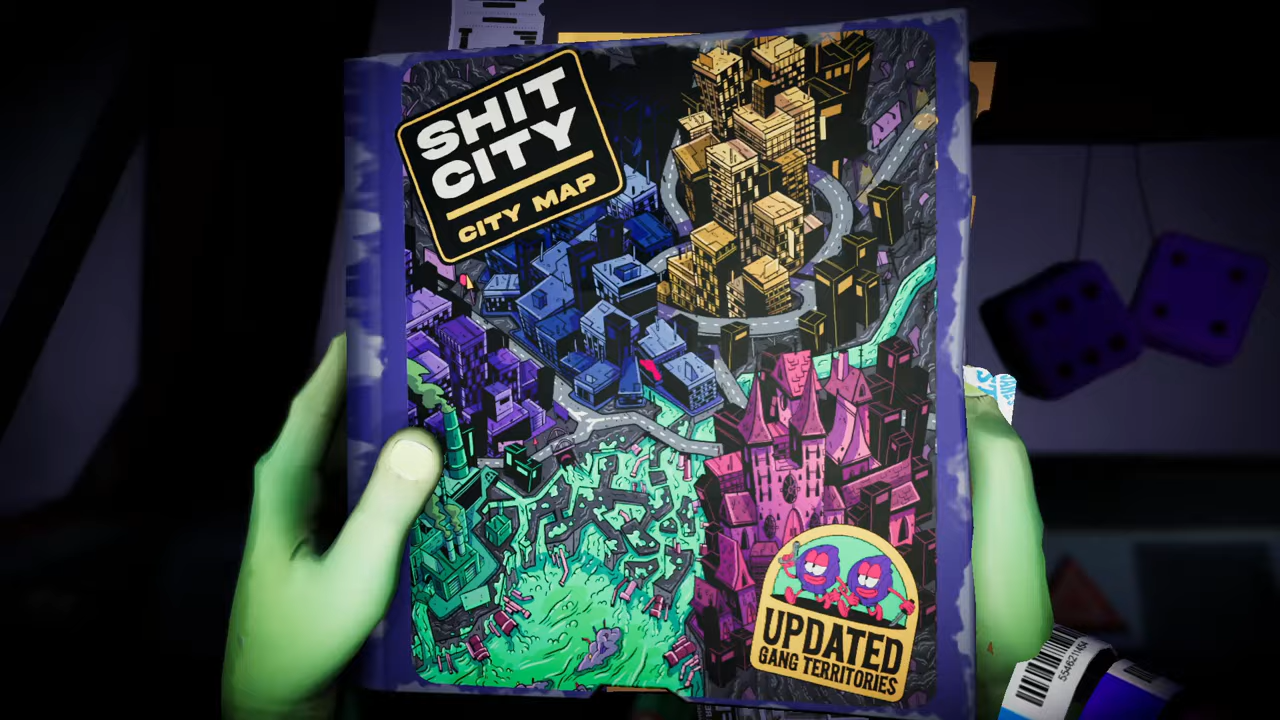 SHIT
CITY
CITY MAP
UPDATED
GANG TERRITORIES